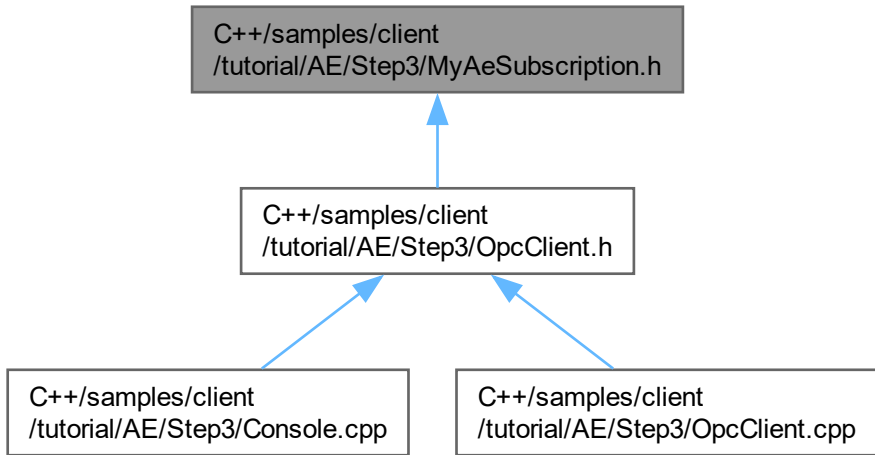 C++/samples/client
/tutorial/AE/Step3/MyAeSubscription.h
C++/samples/client
/tutorial/AE/Step3/OpcClient.h
C++/samples/client
/tutorial/AE/Step3/Console.cpp
C++/samples/client
/tutorial/AE/Step3/OpcClient.cpp